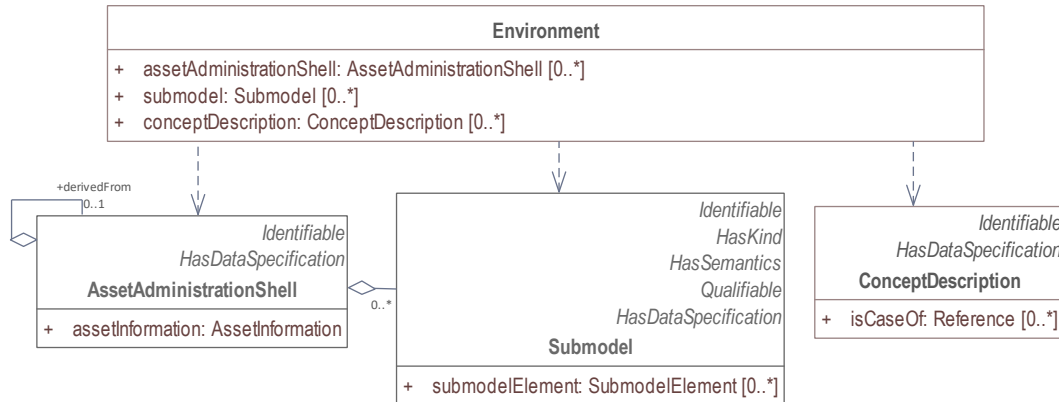 Environment
+ assetAdministrationShell: AssetAdministrationShell [0..*]
+ submodel: Submodel [0..*]
+ conceptDescription: ConceptDescription [0..*]
+derivedFrom
0..1
Identifiable
HasDataSpecification
AssetAdministrationShell
+ assetInformation: AssetInformation
0..*
Identifiable
HasKind
HasSemantics
Qualifiable
HasDataSpecification
Submodel
+ submodelElement: SubmodelElement [0..*]
Identifiable
HasDataSpecification
ConceptDescription
+ isCaseOf: Reference [0..*]